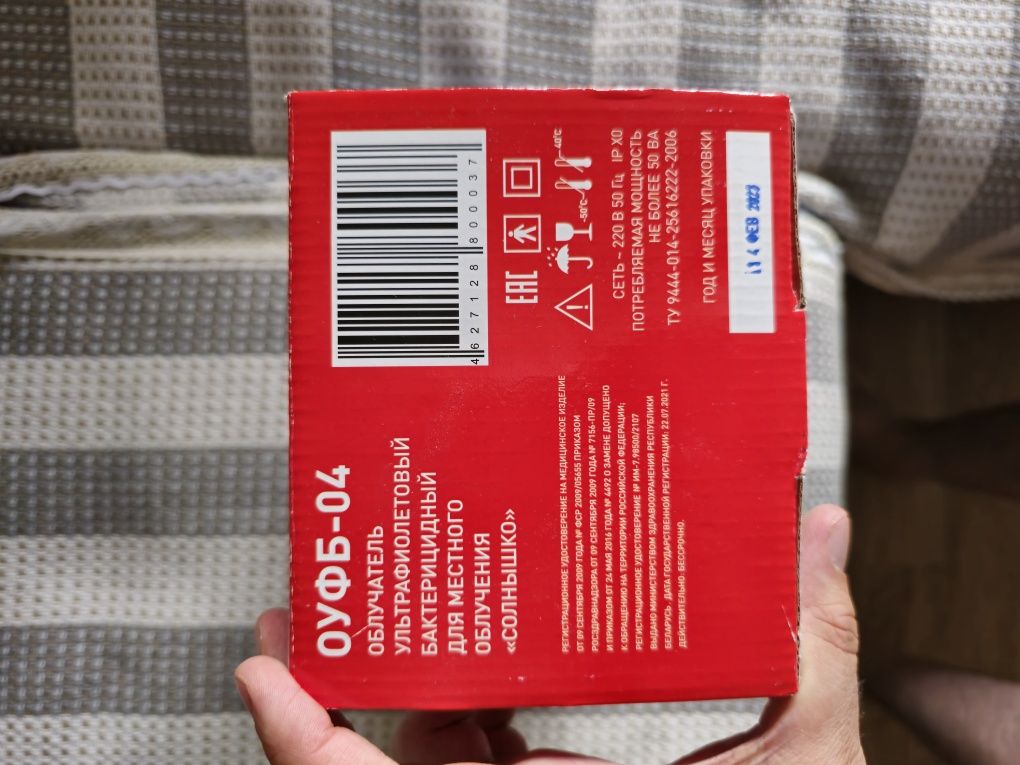 ОУФБ-04
ОБЛУЧАТЕЛЬ
УЛЬТРАФИОЛЕТОВЫЙ
БАКТЕРИЦИДНЫЙ
ДЛЯ МЕСТНОГО
ОБЛУЧЕНИЯ
«СОЛНЫШКО»
4 627128 800037
ЕАС
-50°C
40°C
СЕТЬ ~ 220 В 50 Гц IP X0
ПОТРЕБЛЯЕМАЯ МОЩНОСТЬ
НЕ БОЛЕЕ 50 ВА
ТУ 9444-014-25616222-2006
ГОД И МЕСЯЦ УПАКОВКИ
14 ФЕВ 2023
РЕГИСТРАЦИОННОЕ УДОСТОВЕРЕНИЕ НА МЕДИЦИНСКОЕ ИЗДЕЛИЕ
ОТ 09 СЕНТЯБРЯ 2009 ГОДА № ФСР 2009/05655 ПРИКАЗОМ
РОСЗДРАВНАДЗОРА ОТ 09 СЕНТЯБРЯ 2009 ГОДА № 7156-ПР/09
И ПРИКАЗОМ ОТ 24 МАЯ 2016 ГОДА № 4492 О ЗАМЕНЕ ДОПУЩЕНО
К ОБРАЩЕНИЮ НА ТЕРРИТОРИИ РОССИЙСКОЙ ФЕДЕРАЦИИ;
РЕГИСТРАЦИОННОЕ УДОСТОВЕРЕНИЕ № ИМ-7.98500/2107
ВЫДАНО МИНИСТЕРСТВОМ ЗДРАВООХРАНЕНИЯ РЕСПУБЛИКИ
БЕЛАРУСЬ ДАТА ГОСУДАРСТВЕННОЙ РЕГИСТРАЦИИ: 22.07.2021 Г.
ДЕЙСТВИТЕЛЬНО: БЕССРОЧНО.